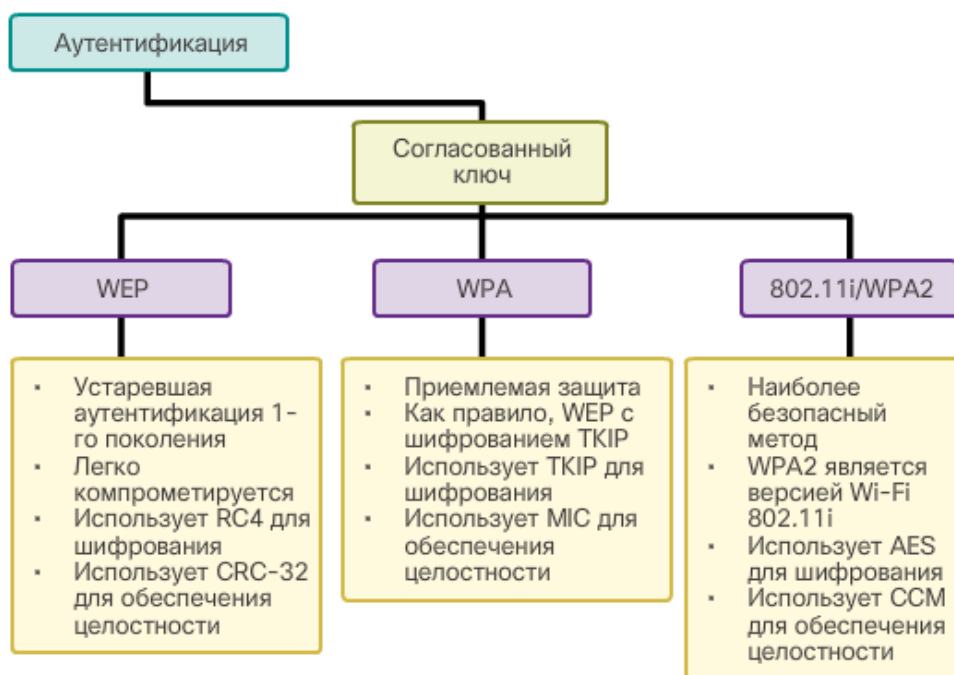 Аутентификация
Согласованный
ключ
WEP
▪ Устаревшая
аутентификация 1-
го поколения
▪ Легко
компрометируется
▪ Использует RC4 для
шифрования
▪ Использует CRC-32
для обеспечения
целостности
WPA
▪ Приемлемая защита
▪ Как правило, WEP с
шифрованием TKIP
▪ Использует TKIP для
шифрования
▪ Использует MIC для
обеспечения
целостности
802.11i/WPA2
▪ Наиболее
безопасный
метод
▪ WPA2 является
версией Wi-Fi
802.11i
▪ Использует AES
для шифрования
▪ Использует CCM
для обеспечения
целостности